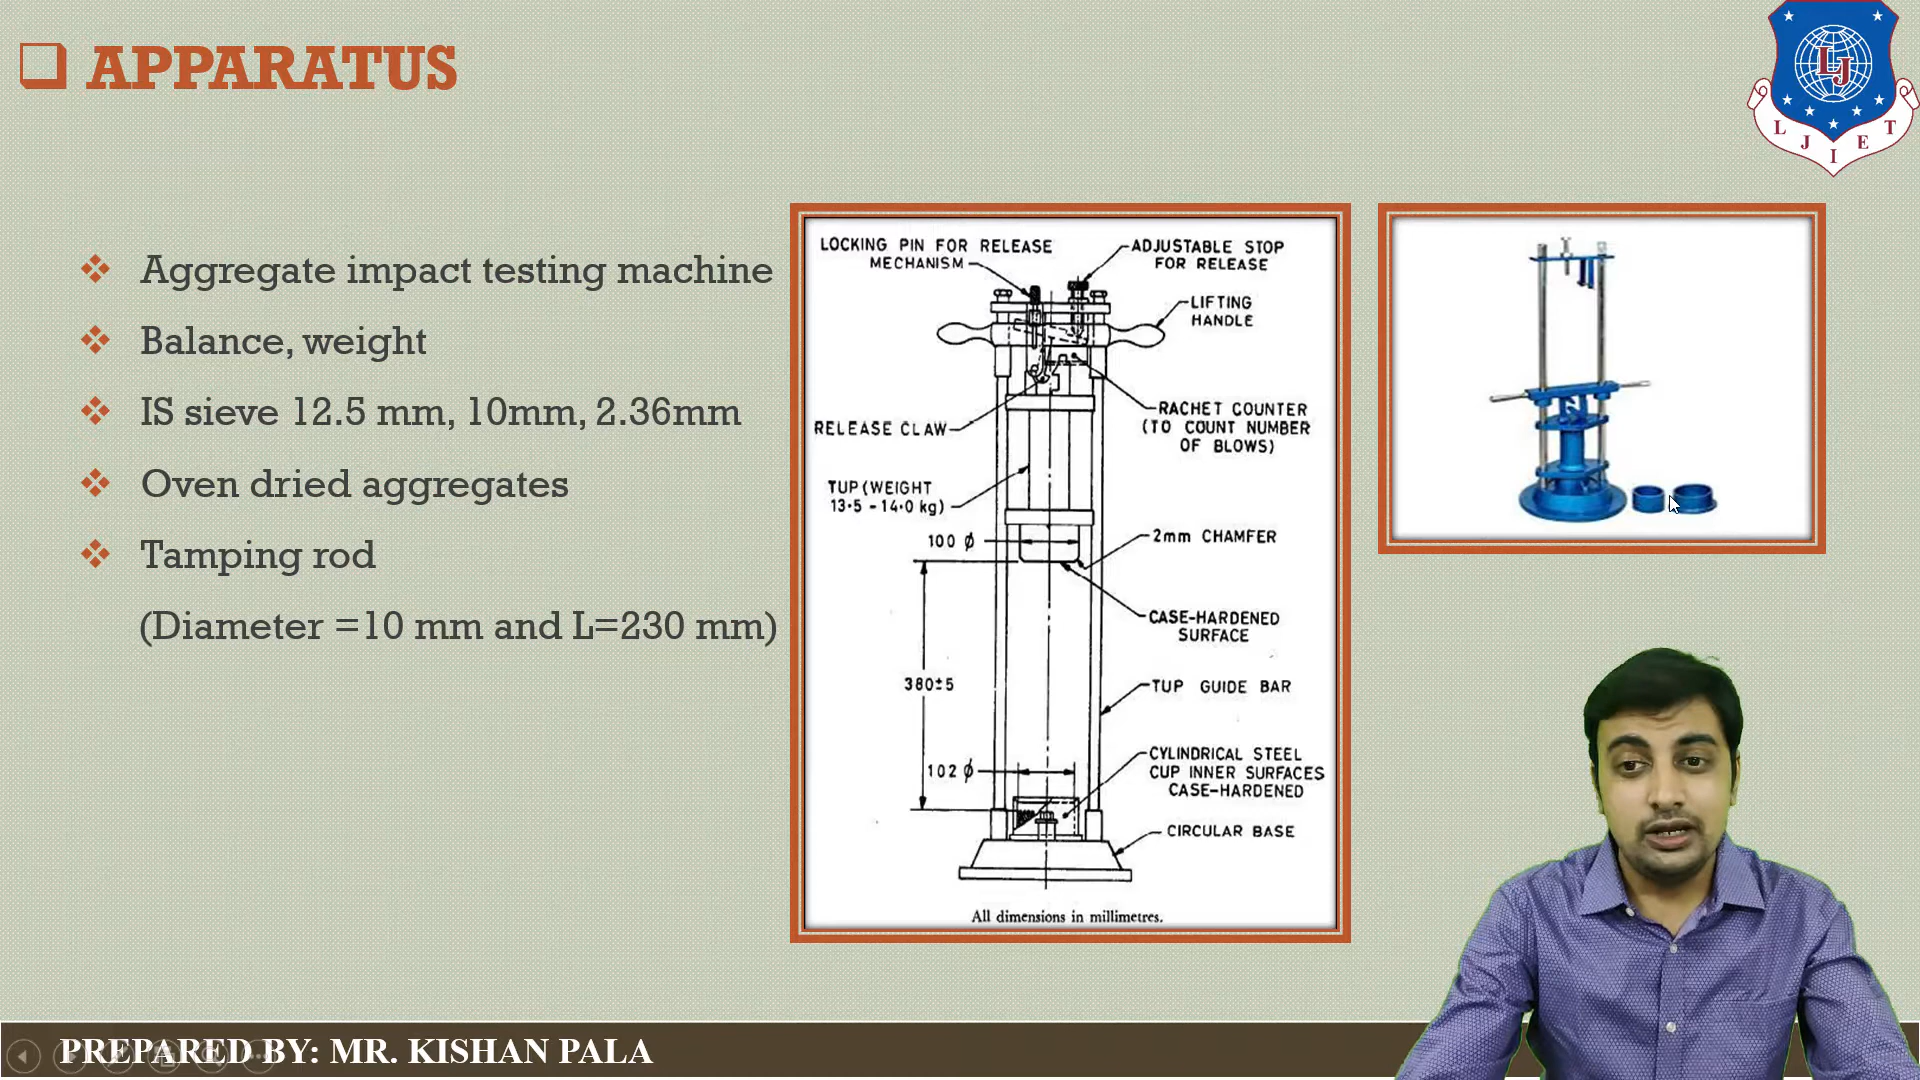 APPARATUS
Aggregate impact testing machine
Balance, weight
IS sieve 12.5 mm, 10mm, 2.36mm
Oven dried aggregates
Tamping rod
(Diameter =10 mm and L=230 mm)
LOCKING PIN FOR RELEASE
MECHANISM
ADJUSTABLE STOP
FOR RELEASE
LIFTING
HANDLE
RACHET COUNTER
(TO COUNT NUMBER
OF BLOWS)
RELEASE CLAW
TUP (WEIGHT
13·5 - 14·0 kg)
100 ϕ
2mm CHAMFER
CASE-HARDENED
SURFACE
380±5
TUP GUIDE BAR
102 ϕ
CYLINDRICAL STEEL
CUP INNER SURFACES
CASE-HARDENED
CIRCULAR BASE
All dimensions in millimetres.
LJ
L J I E T
PREPARED BY: MR. KISHAN PALA